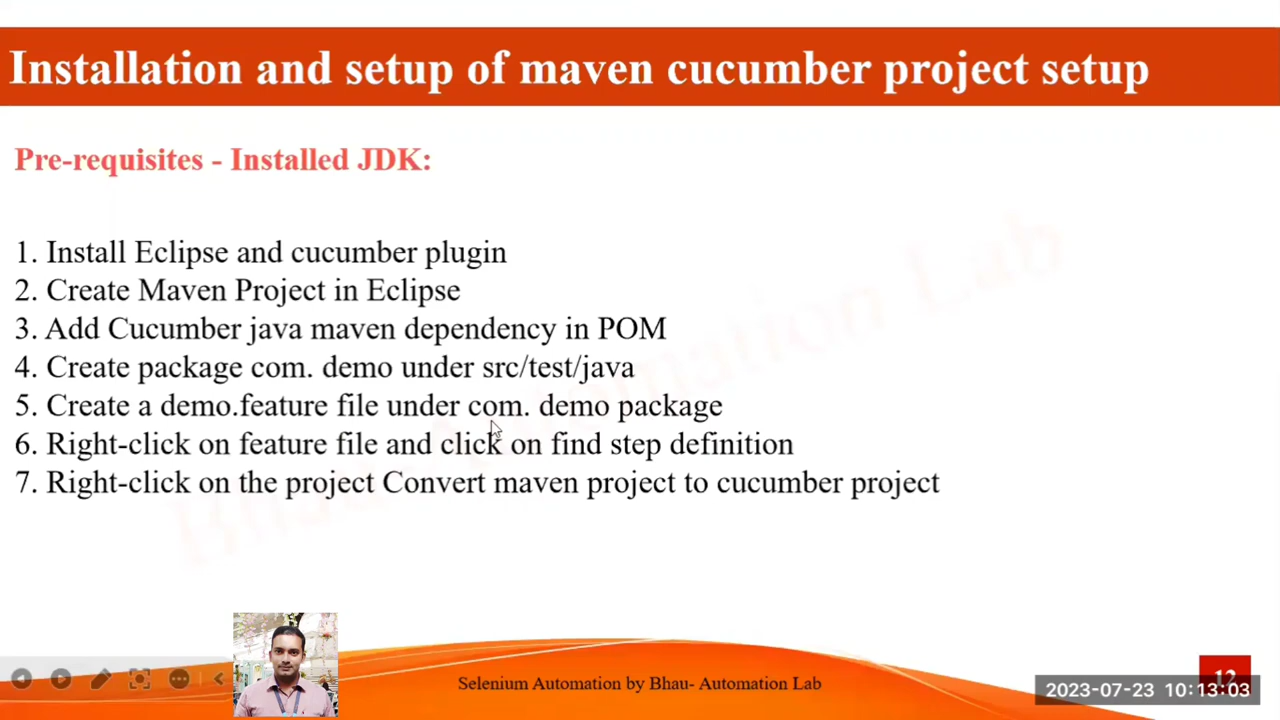 Installation and setup of maven cucumber project setup
Pre-requisites - Installed JDK:
1. Install Eclipse and cucumber plugin
2. Create Maven Project in Eclipse
3. Add Cucumber java maven dependency in POM
4. Create package com. demo under src/test/java
5. Create a demo.feature file under com. demo package
6. Right-click on feature file and click on find step definition
7. Right-click on the project Convert maven project to cucumber project
Bhau- Automation Lab
Selenium Automation by Bhau- Automation Lab
12
2023-07-23 10:13:03